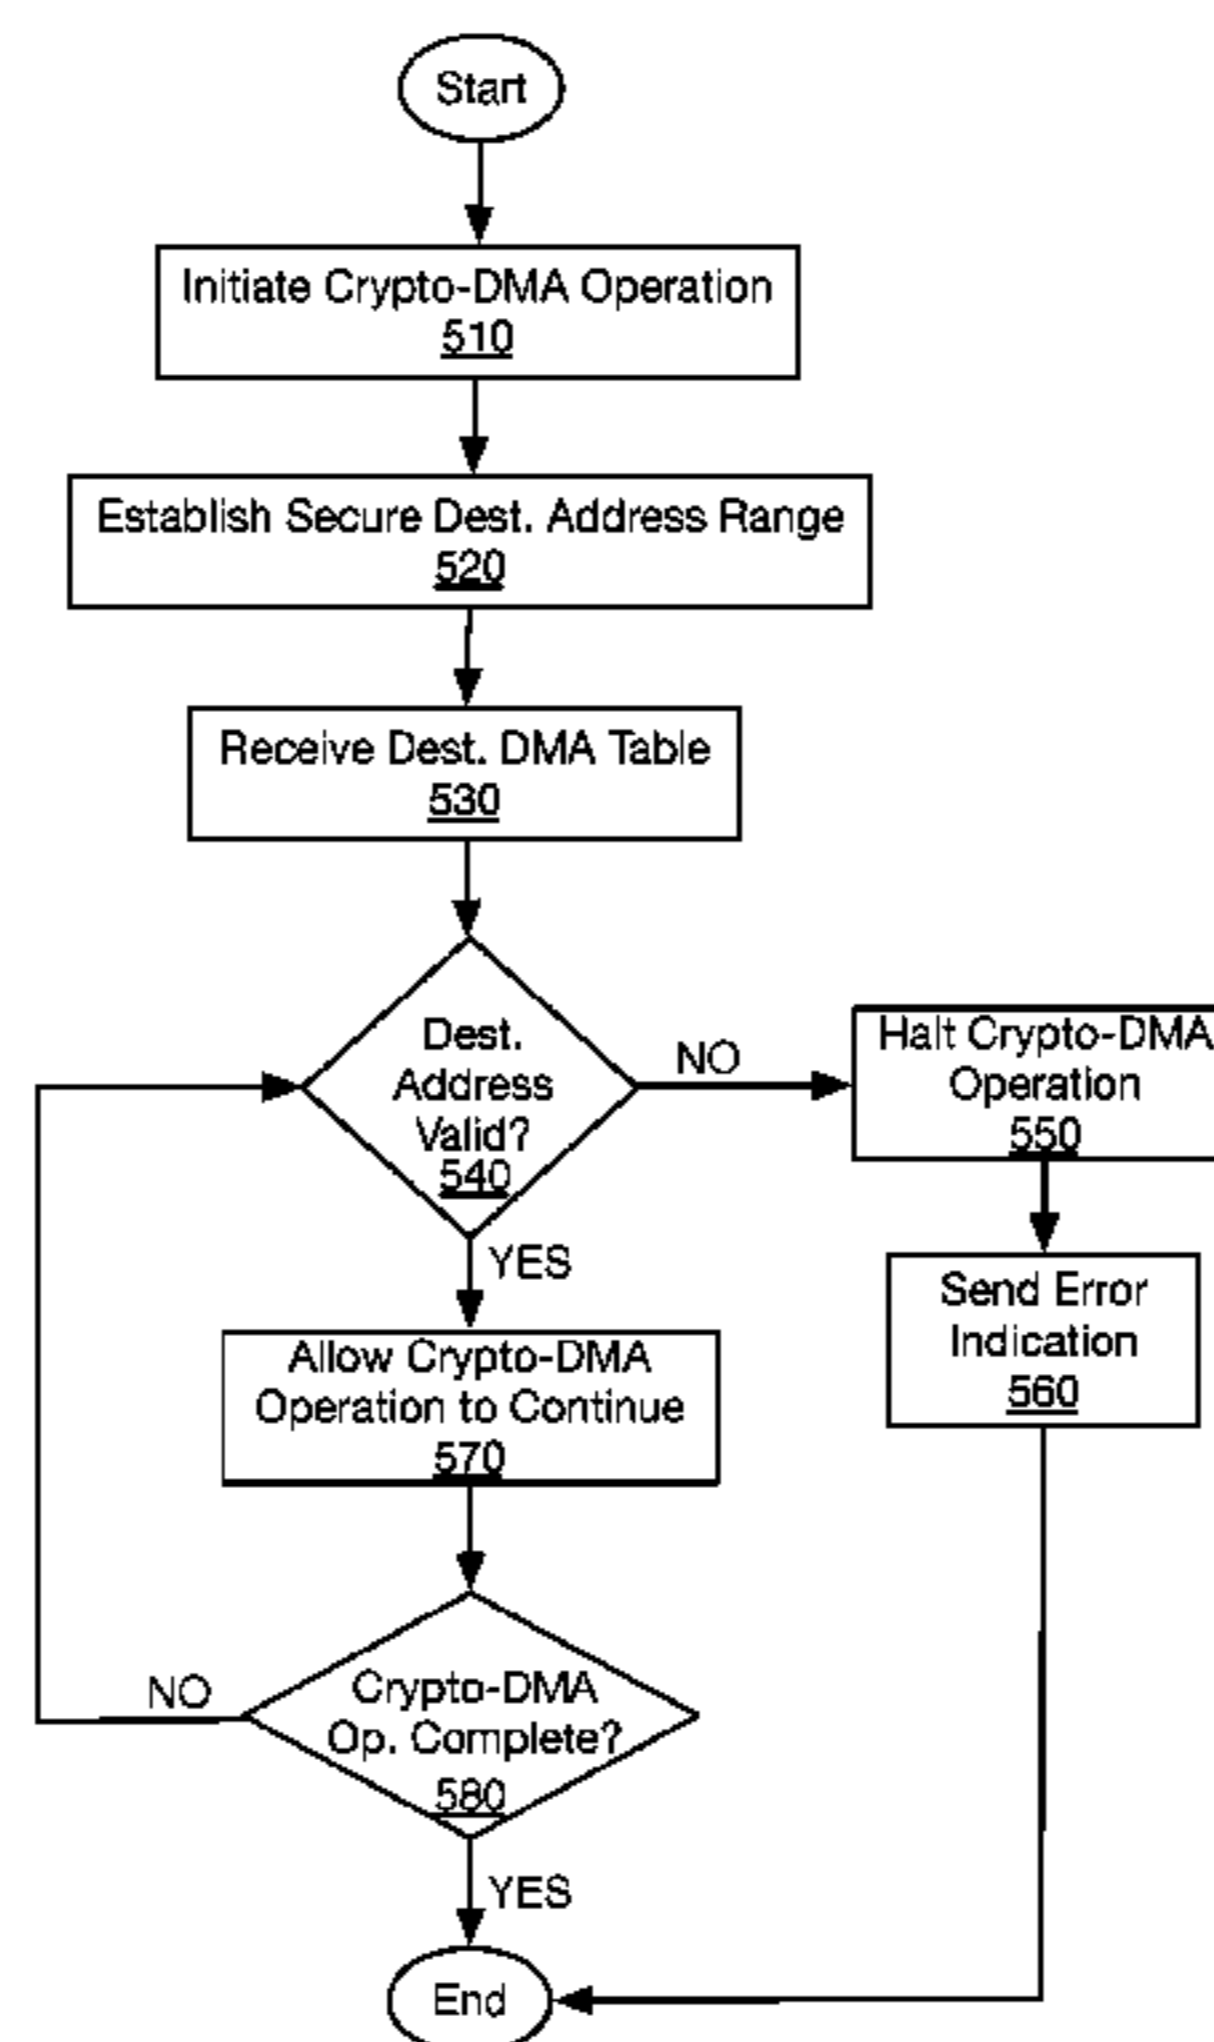 Start
Initiate Crypto-DMA Operation
510
Establish Secure Dest. Address Range
520
Receive Dest. DMA Table
530
Dest.
Address
Valid?
540
NO
Halt Crypto-DMA
Operation
550
YES
Send Error
Indication
560
Allow Crypto-DMA
Operation to Continue
570
NO
Crypto-DMA
Op. Complete?
580
YES
End